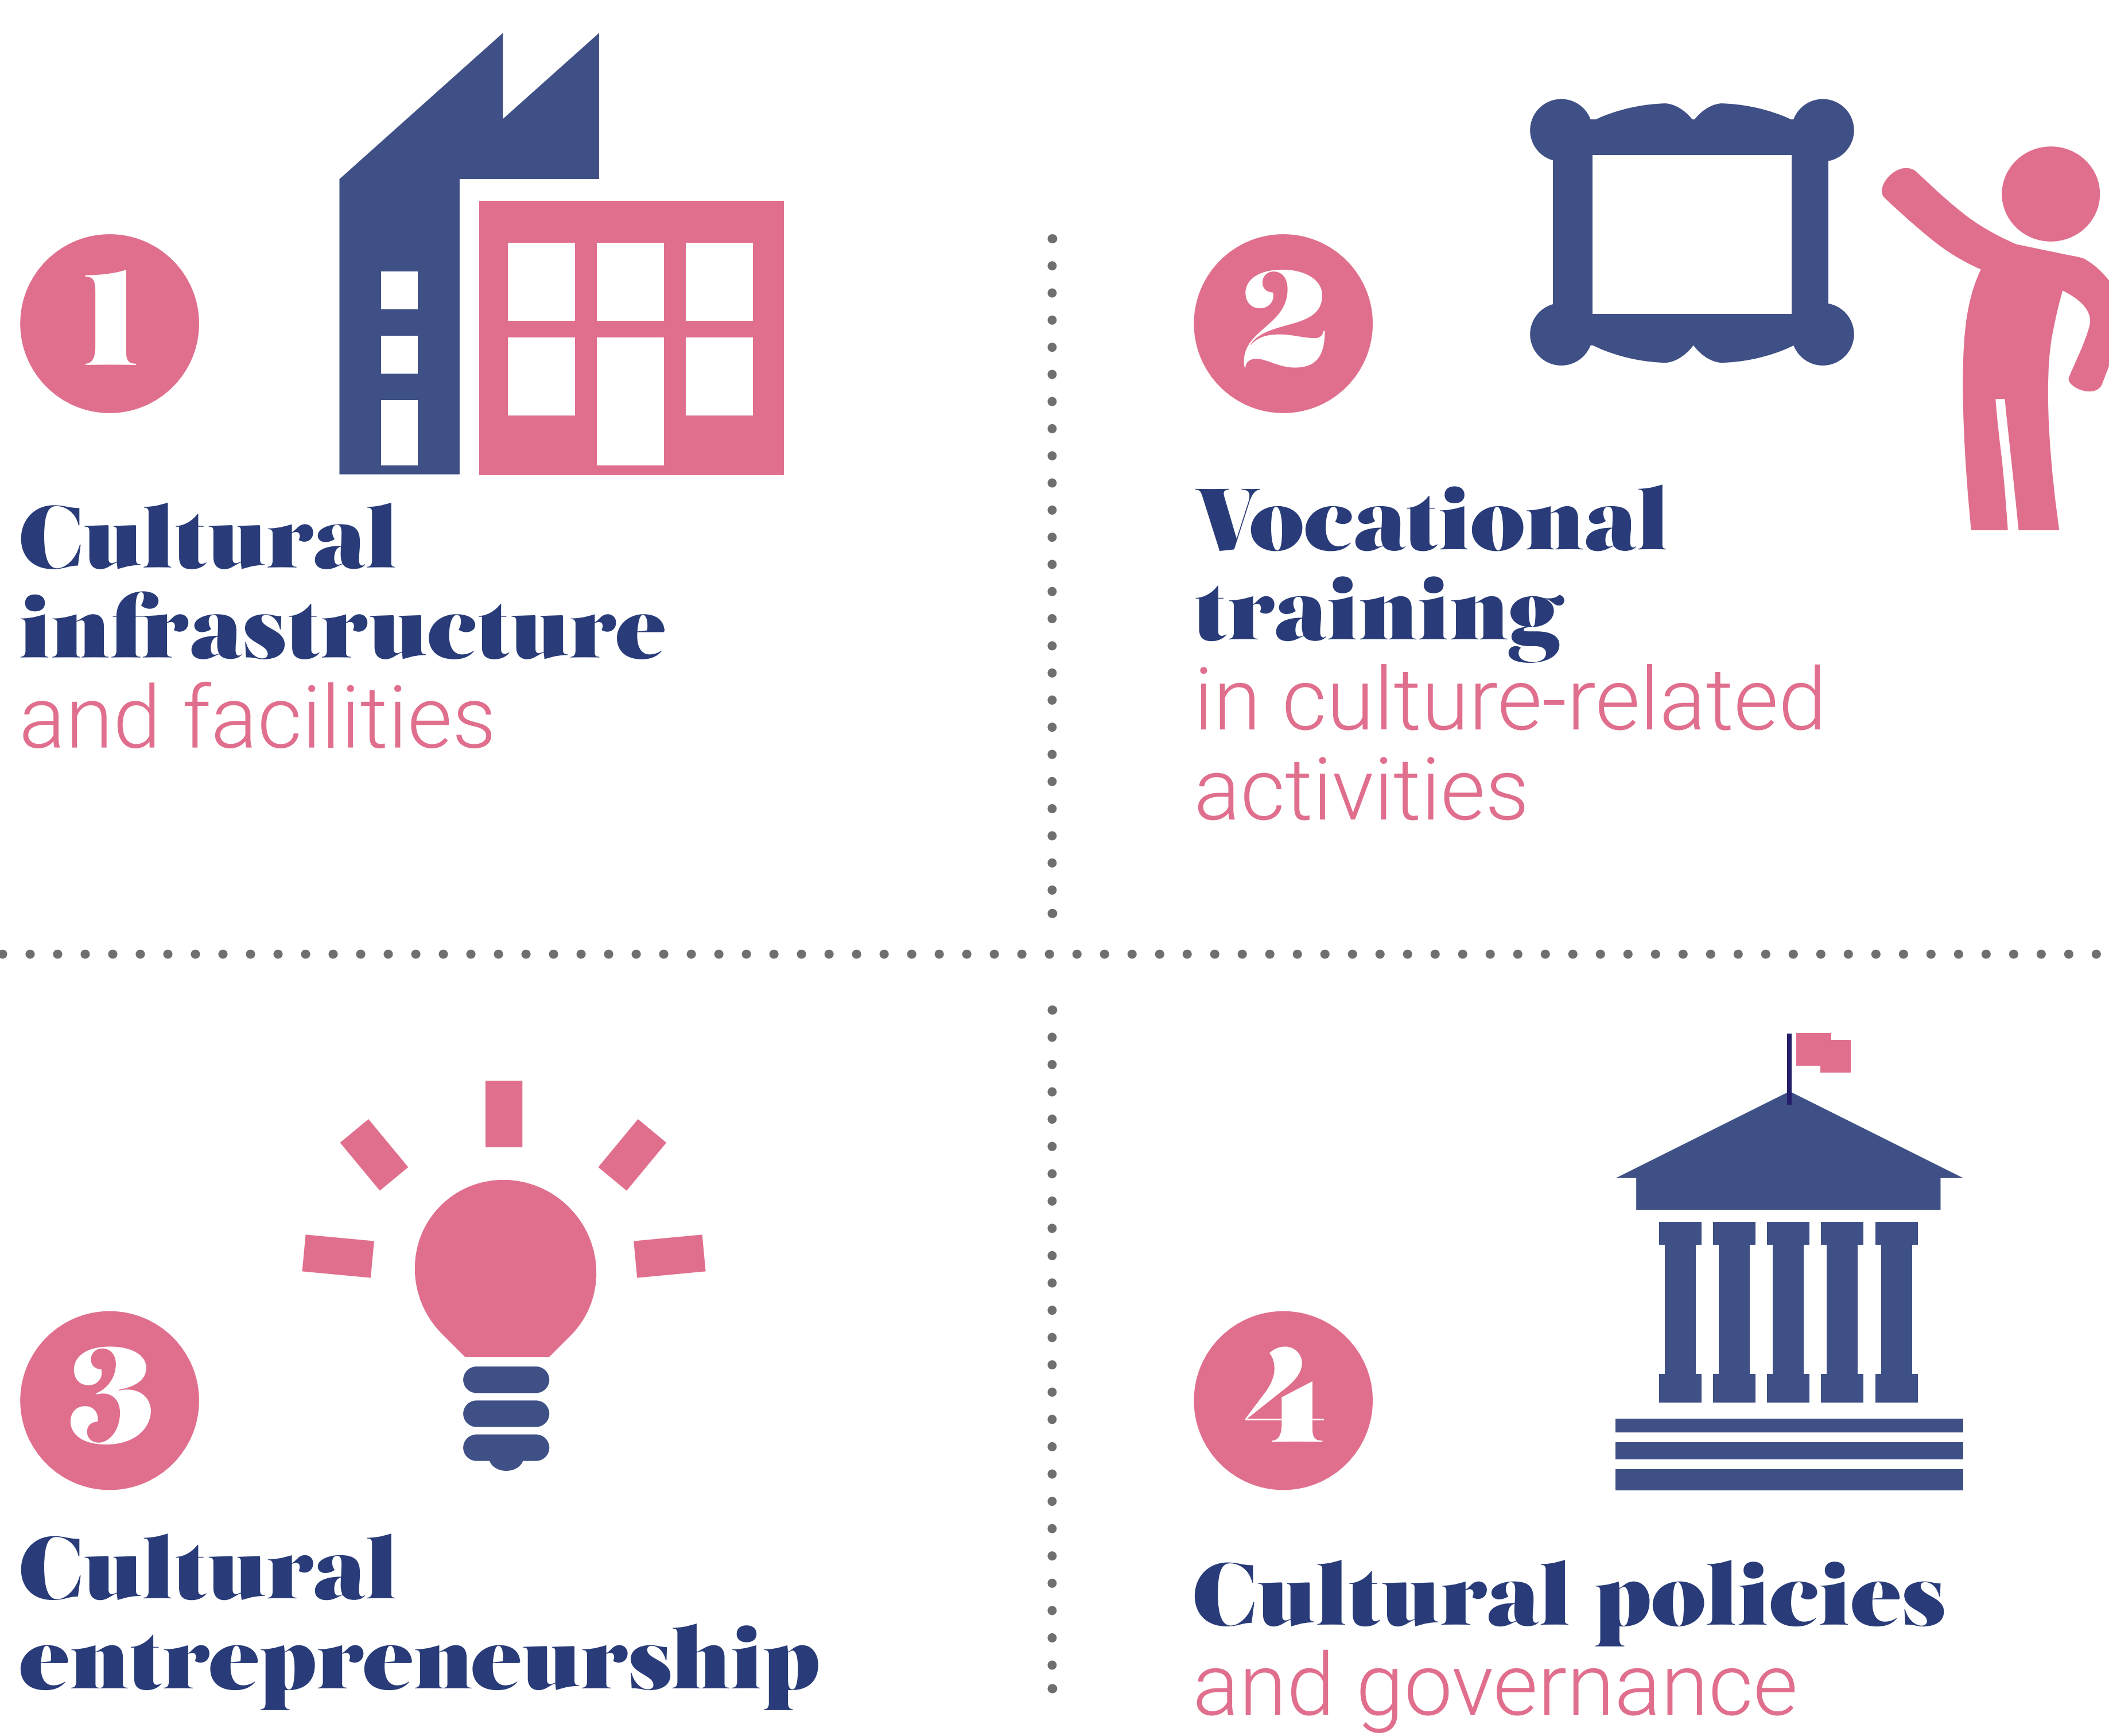 1
Cultural
infrastructure
and facilities
2
Vocational
training
in culture-related
activities
3
Cultural
entrepreneurship
4
Cultural policies
and governance